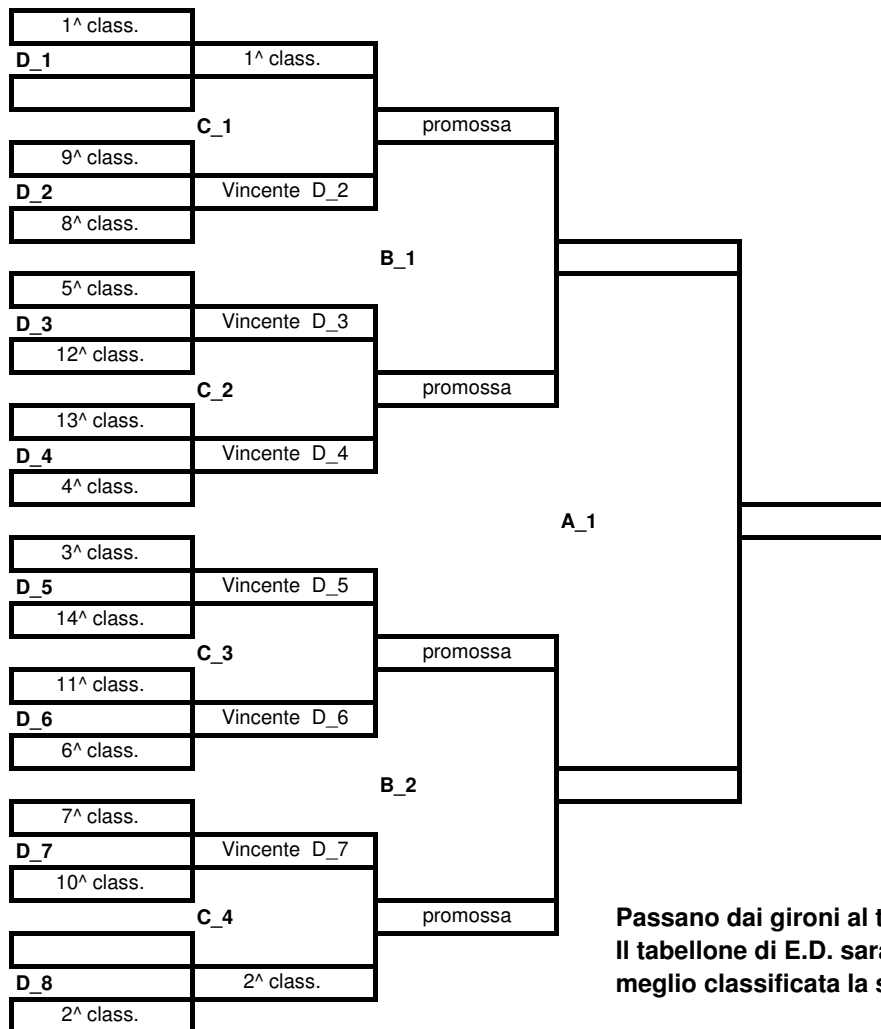 1^ class.
D_1 1^ class.
C_1 promossa
9^ class.
D_2 Vincente D_2
8^ class.
B_1
5^ class.
D_3 Vincente D_3
12^ class.
C_2 promossa
13^ class.
D_4 Vincente D_4
4^ class.
A_1
3^ class.
D_5 Vincente D_5
14^ class.
C_3 promossa
11^ class.
D_6 Vincente D_6
6^ class.
B_2
7^ class.
D_7 Vincente D_7
10^ class.
C_4 promossa
D_8 2^ class.
2^ class.
Passano dai gironi al
Il tabellone di E.D.
meglio classificata la